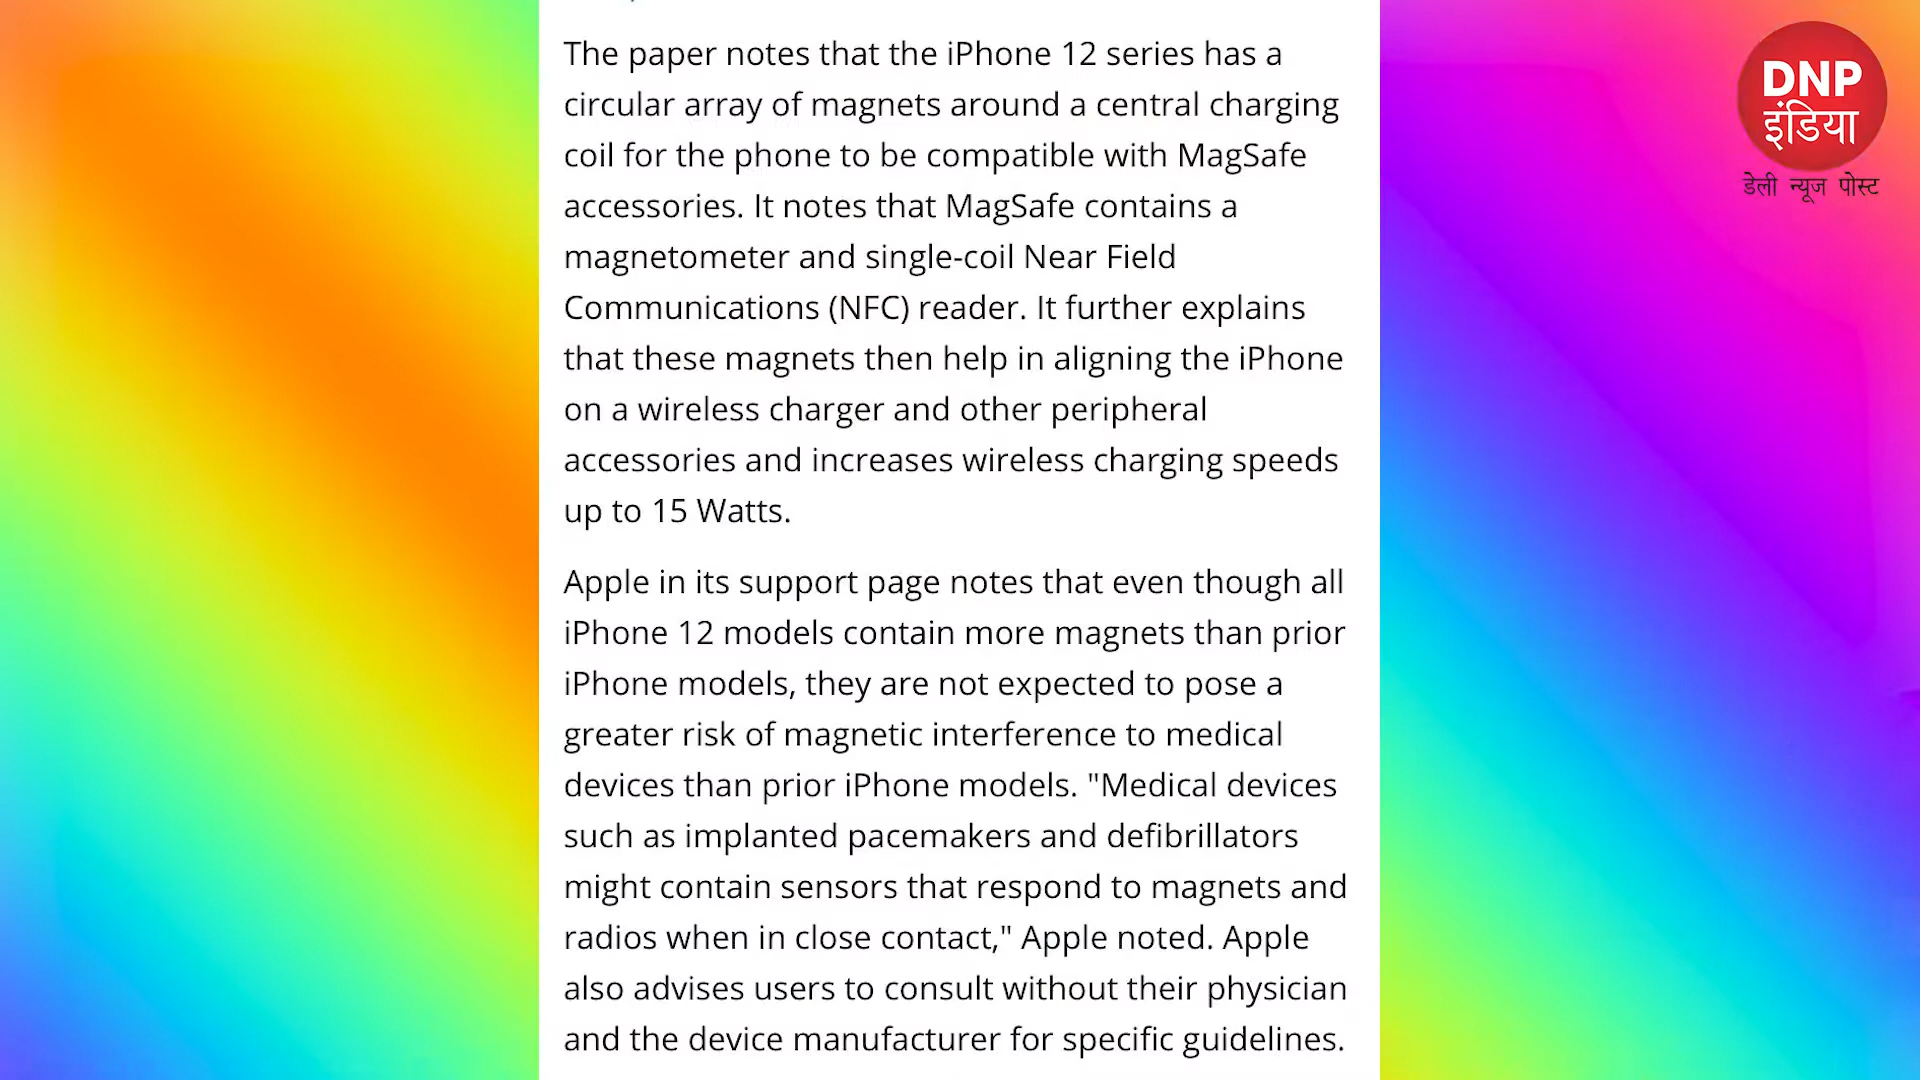 The paper notes that the iPhone 12 series has a
circular array of magnets around a central charging
coil for the phone to be compatible with MagSafe
accessories. It notes that MagSafe contains a
magnetometer and single-coil Near Field
Communications (NFC) reader. It further explains
that these magnets then help in aligning the iPhone
on a wireless charger and other peripheral
accessories and increases wireless charging speeds
up to 15 Watts.
Apple in its support page notes that even though all
iPhone 12 models contain more magnets than prior
iPhone models, they are not expected to pose a
greater risk of magnetic interference to medical
devices than prior iPhone models. "Medical devices
such as implanted pacemakers and defibrillators
might contain sensors that respond to magnets and
radios when in close contact," Apple noted. Apple
also advises users to consult without their physician
and the device manufacturer for specific guidelines.
DNP
इंडिया
डेली न्यूज पोस्ट